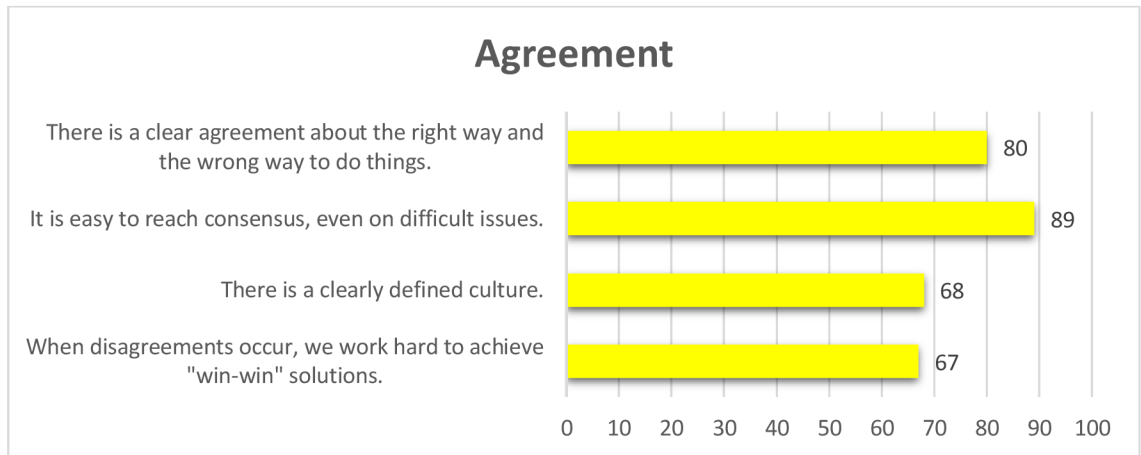 Agreement
There is a clear agreement about the right way and
the wrong way to do things.
80
It is easy to reach consensus, even on difficult issues.
89
There is a clearly defined culture.
68
When disagreements occur, we work hard to achieve
"win-win" solutions.
67
0 10 20 30 40 50 60 70 80 90 100